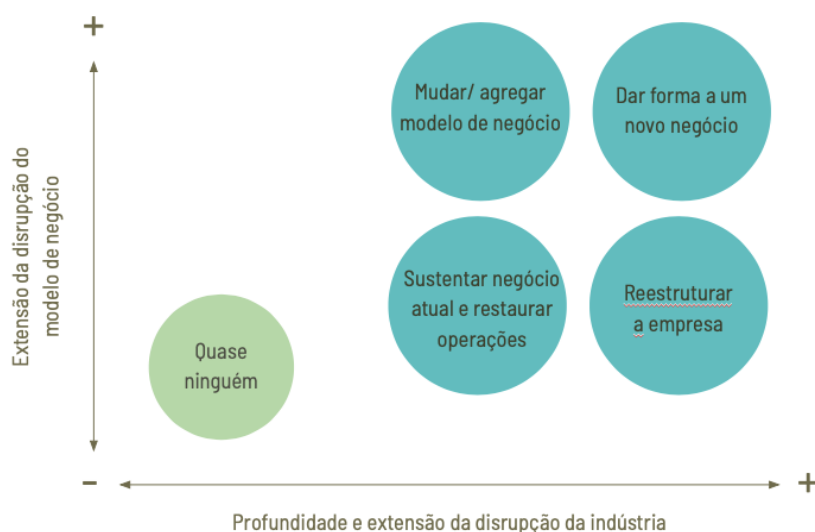 +
Mudar/ agregar
modelo de negócio
Dar forma a um
novo negócio
Extensão da disrupção do
modelo de negócio
Sustentar negócio
atual e restaurar
operações
Reestruturar
a empresa
Quase
ninguém
-
+
Profundidade e extensão da disrupção da indústria